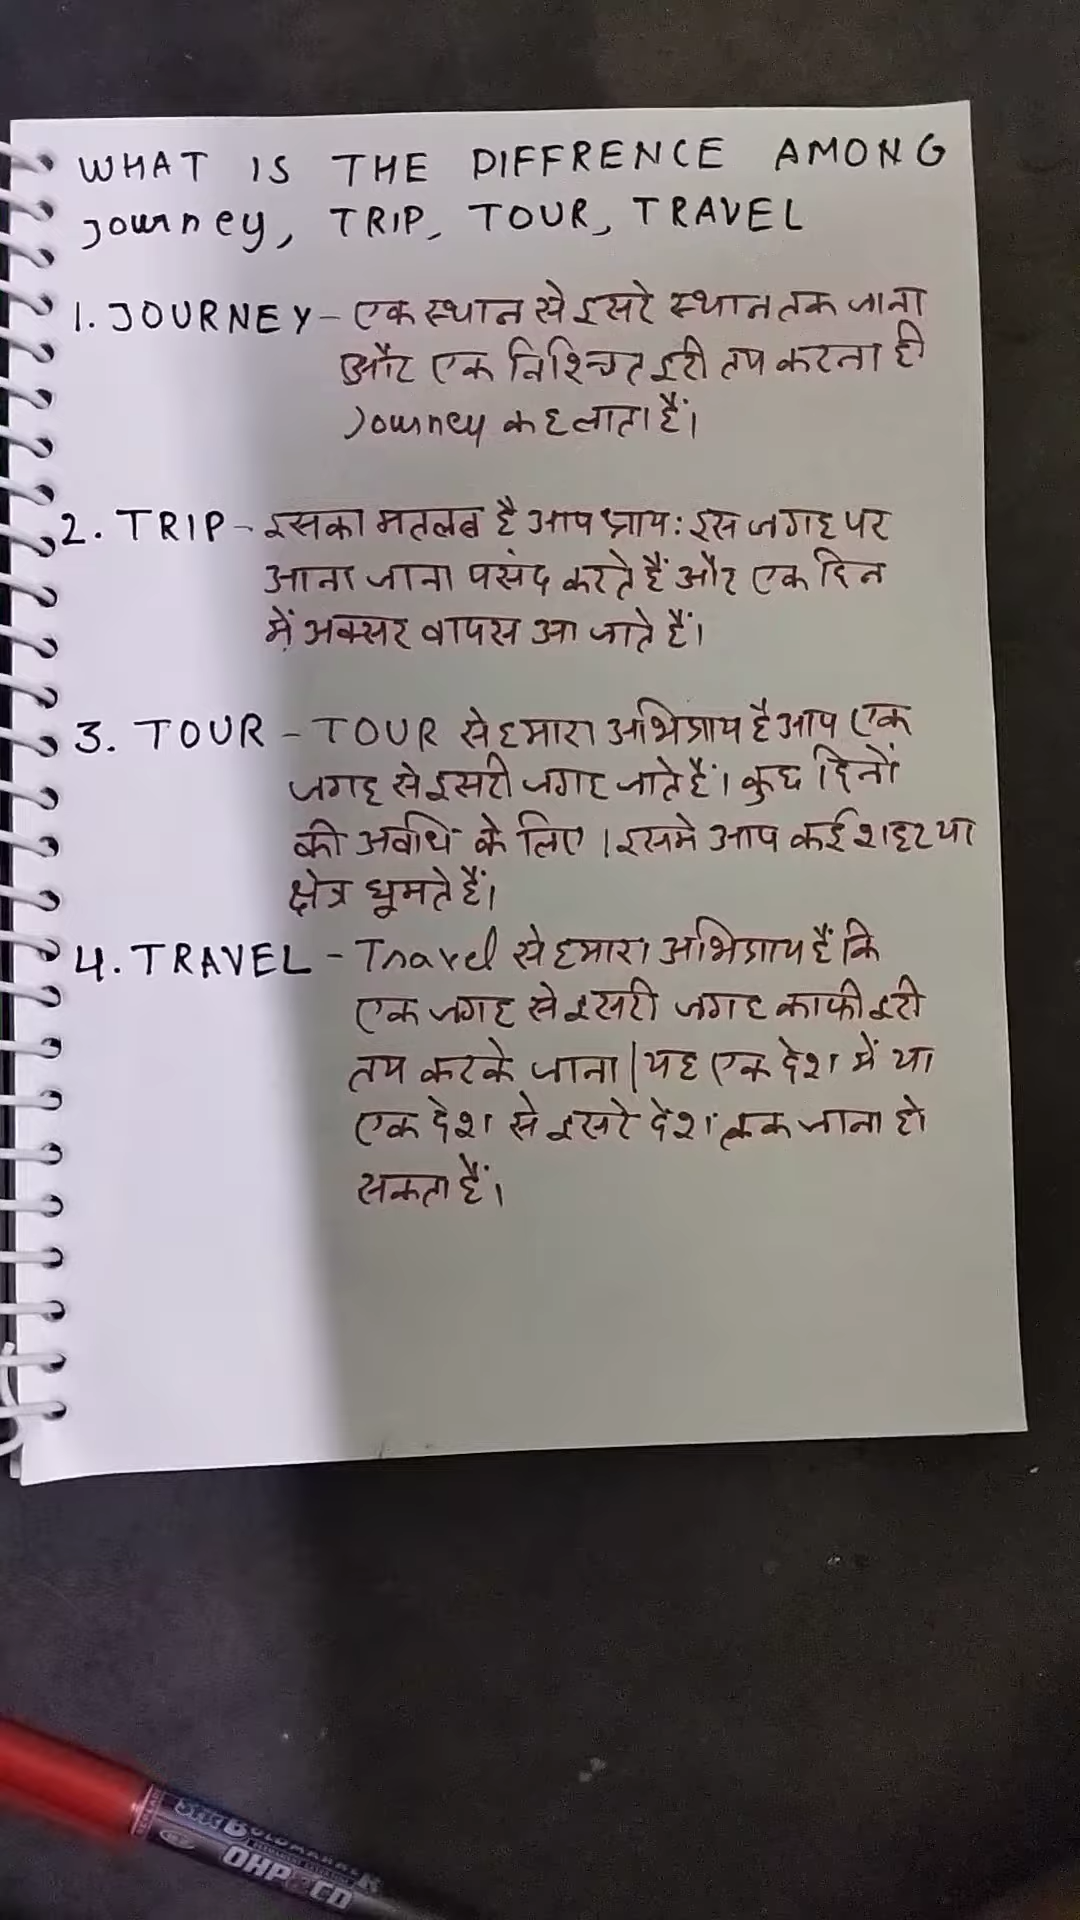 WHAT IS THE DIFFRENCE AMONG
Journey, TRIP, TOUR, TRAVEL
1. JOURNEY – एक स्थान से दूसरे स्थान तक जाना
और एक निश्चित दूरी तय करना ही
Journey कहलाता हैं।
2. TRIP – इसका मतलब है आप प्राय: इस जगह पर
आना जाना पसंद करते हैं और एक दिन
में अक्सर वापस आ जाते हैं।
3. TOUR – TOUR से हमारा अभिप्राय है आप एक
जगह से दूसरी जगह जाते हैं। कुछ दिनों
की अवधि के लिए। इसमे आप कई शहर या
क्षेत्र घूमते हैं।
4. TRAVEL – Travel से हमारा अभिप्राय हैं कि
एक जगह से दूसरी जगह काफी दूरी
तय करके जाना। यह एक देश में या
एक देश से दूसरे देश तक जाना हो
सकता हैं।
BOLDMARKER
OHP CD